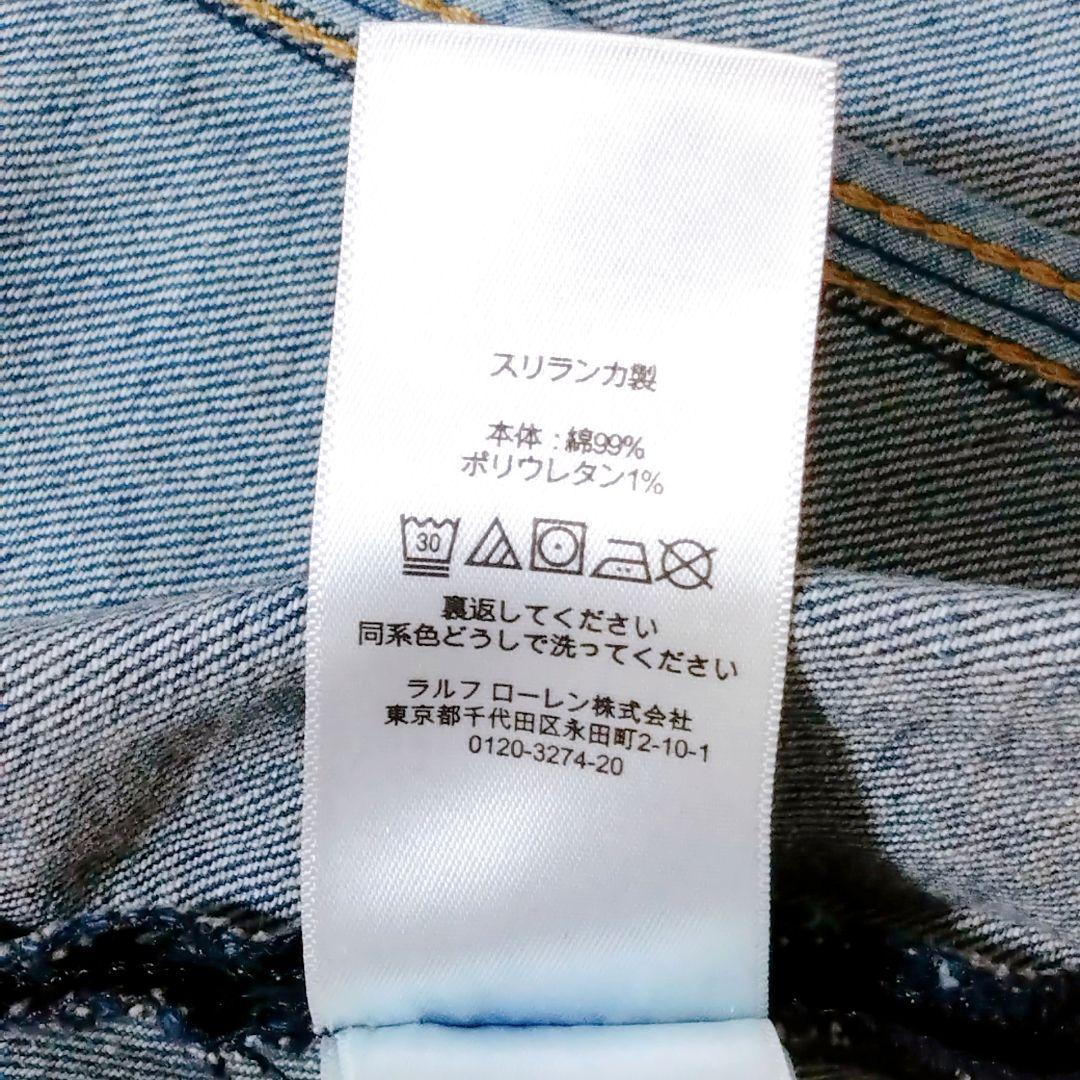 スリランカ製
本体 : 綿99%
ポリウレタン1%
30
裏返してください
同系色どうしで洗ってください
ラルフ ローレン株式会社
東京都千代田区永田町2-10-1
0120-3274-20